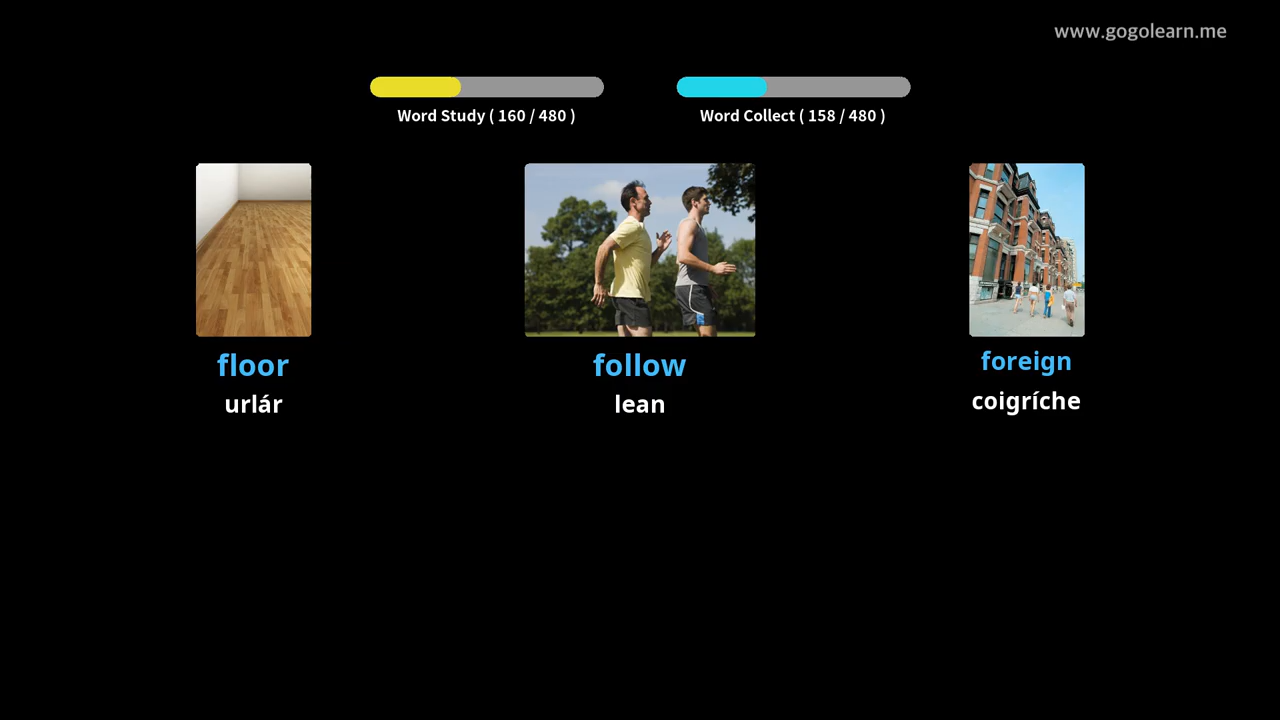 www.gogolearn.me
Word Study ( 160 / 480 )
Word Collect ( 158 / 480 )
floor
urlár
follow
lean
foreign
coigríche